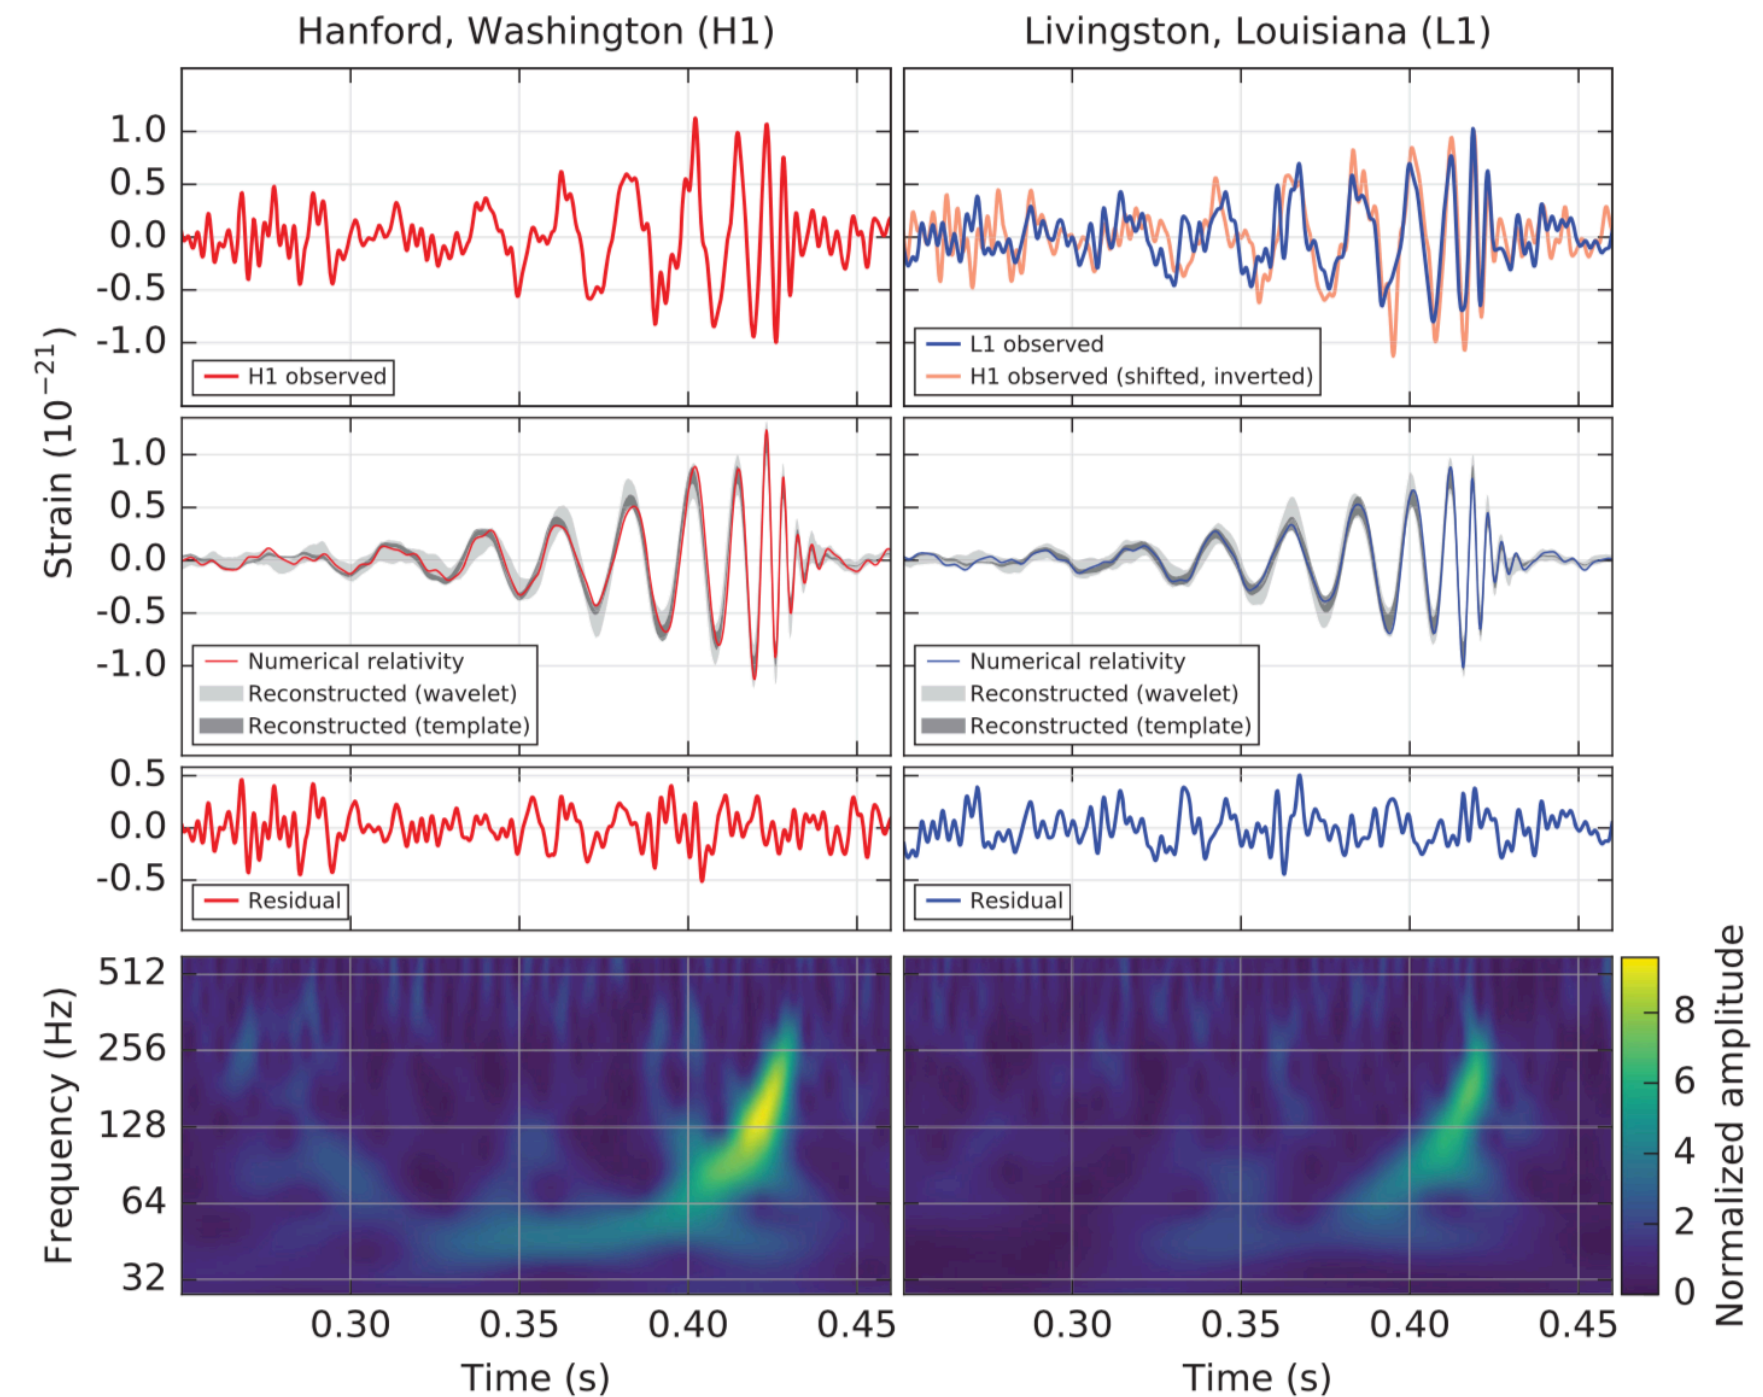 Hanford, Washington (H1)
Livingston, Louisiana (L1)
Strain (10⁻²¹)
1.0
0.5
0.0
-0.5
-1.0
H1 observed
L1 observed
H1 observed (shifted, inverted)
1.0
0.5
0.0
-0.5
-1.0
Numerical relativity
Reconstructed (wavelet)
Reconstructed (template)
Numerical relativity
Reconstructed (wavelet)
Reconstructed (template)
0.5
0.0
-0.5
Residual
Residual
Frequency (Hz)
512
256
128
64
32
0.30 0.35 0.40 0.45
Time (s)
0.30 0.35 0.40 0.45
Time (s)
8
6
4
2
0
Normalized amplitude